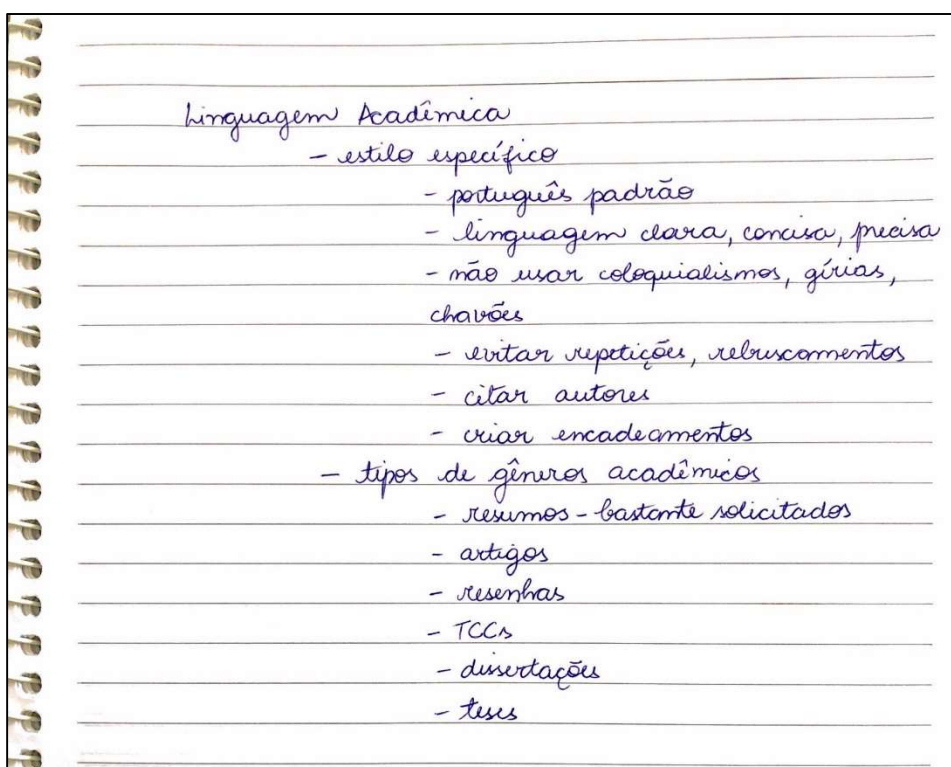 Linguagem Acadêmica
- estilo específico
- português padrão
- linguagem clara, concisa, precisa
- não usar coloquialismos, gírias,
chavões
- evitar repetições, rebuscamentos
- citar autores
- criar encadeamentos
- tipos de gêneros acadêmicos
- resumos - bastante solicitados
- artigos
- resenhas
- TCCs
- dissertações
- teses